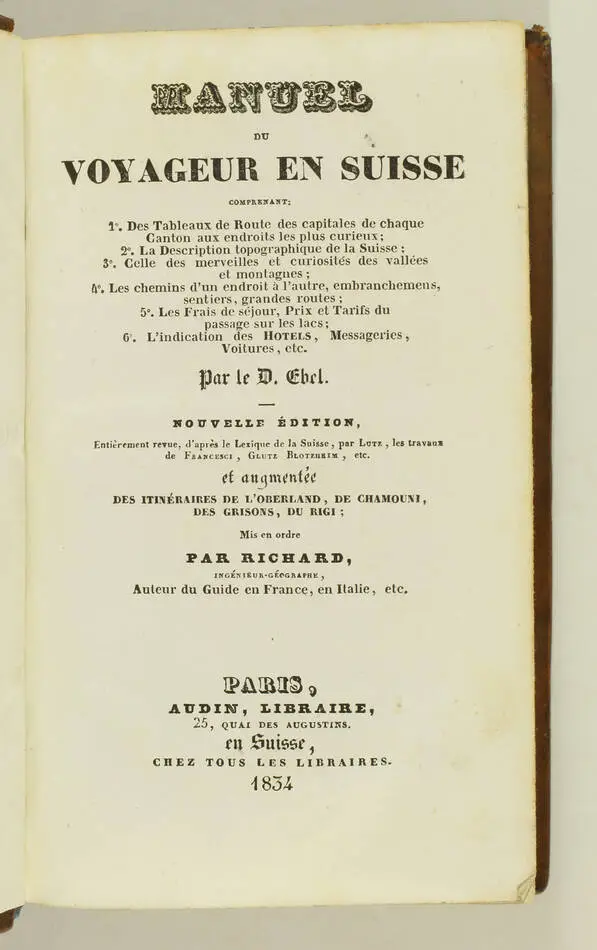 MANUEL
DU
VOYAGEUR EN SUISSE
COMPRENANT;
1°. Des Tableaux de Route des capitales de chaque
Canton aux endroits les plus curieux;
2°. La Description topographique de la Suisse;
3°. Celle des merveilles et curiosités des vallées
et montagnes;
4°. Les chemins d'un endroit à l'autre, embranchemens,
sentiers, grandes routes;
5°. Les Frais de séjour, Prix et Tarifs du
passage sur les lacs;
6°. L'indication des HOTELS, Messageries,
Voitures, etc.
Par le D. Ebel.
NOUVELLE ÉDITION,
Entièrement revue, d'après le Lexique de la Suisse, par LUTZ, les travaux
de FRANCESCI, GLUTZ BLOTZHEIM, etc.
et augmentée
DES ITINÉRAIRES DE L'OBERLAND, DE CHAMOUNI,
DES GRISONS, DU RIGI;
Mis en ordre
PAR RICHARD,
INGÉNIEUR-GÉOGRAPHE,
Auteur du Guide en France, en Italie, etc.
PARIS,
AUDIN, LIBRAIRE,
25, QUAI DES AUGUSTINS.
en Suisse,
CHEZ TOUS LES LIBRAIRES.
1834